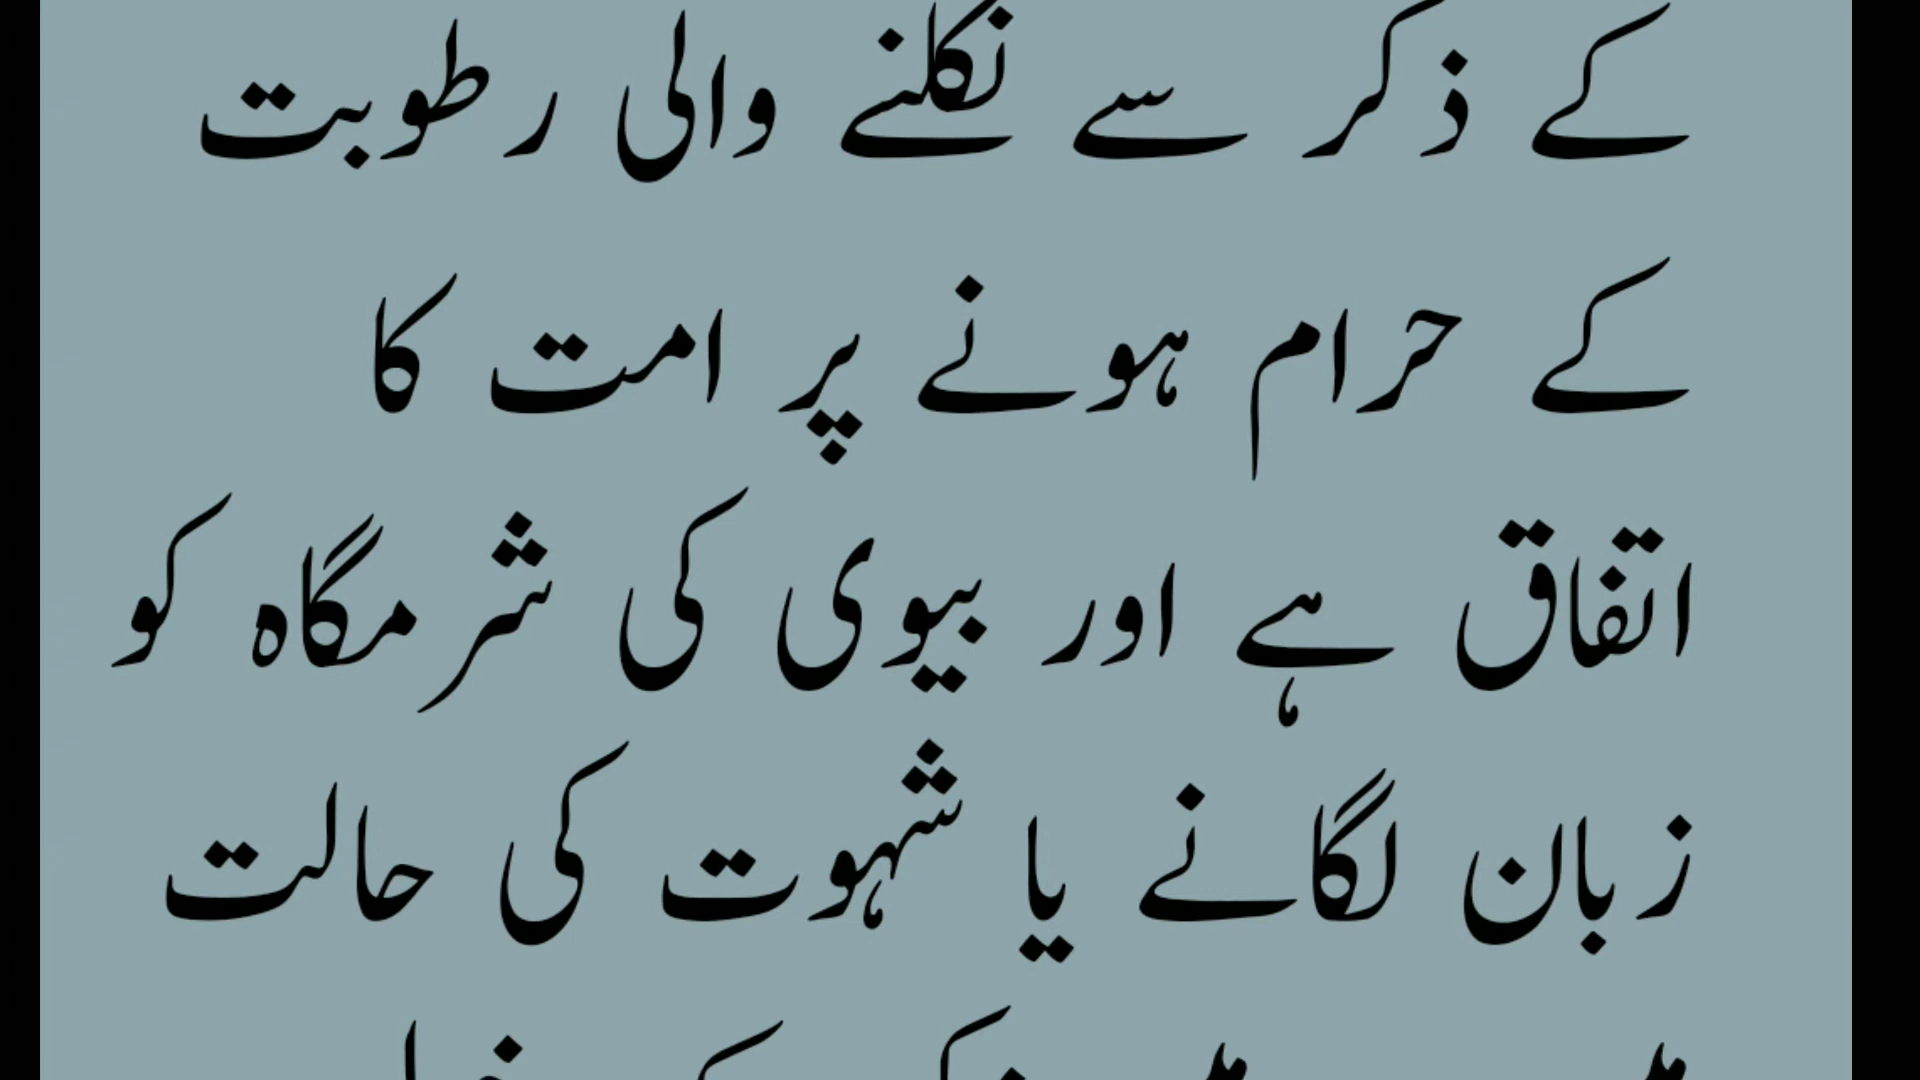 کے ذکر سے نکلنے والی رطوبت
کے حرام ہونے پر امت کا
اتفاق ہے اور بیوی کی شرمگاہ کو
زبان لگانے یا شہوت کی حالت